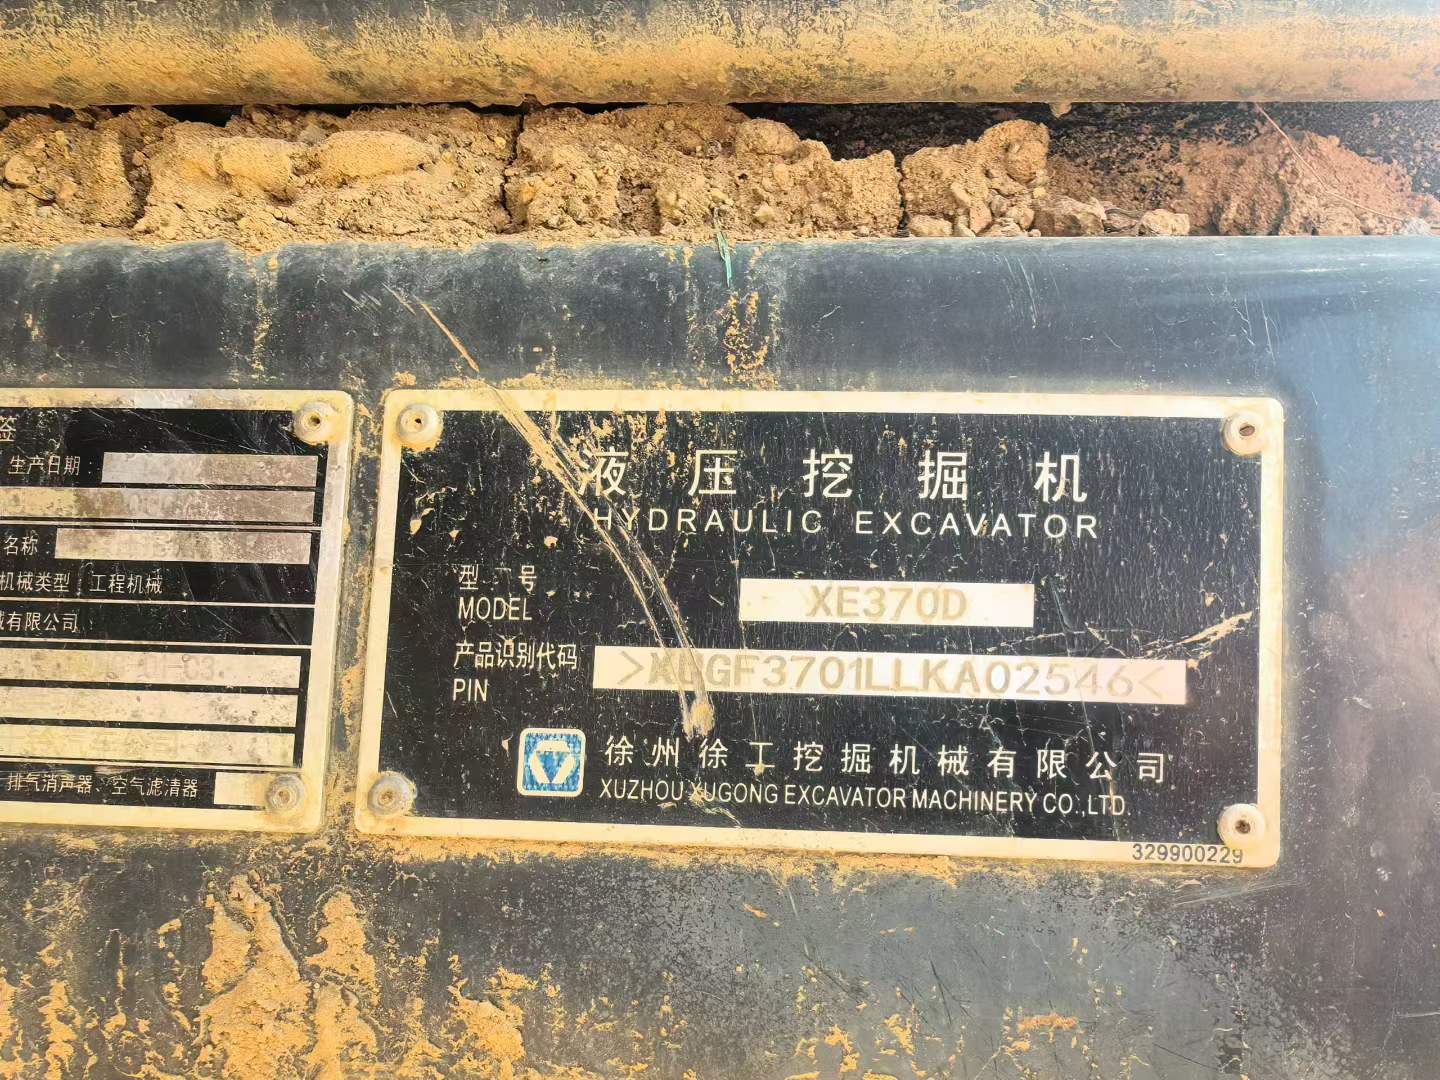 签
生产日期：
名称
机械类型：工程机械
械有限公司
01-03
排气消声器、空气滤清器
液压挖掘机
HYDRAULIC EXCAVATOR
型号 XE370D
MODEL
产品识别代码 >XUGF3701LLKA02546<
PIN
徐州徐工挖掘机械有限公司
XUZHOU XUGONG EXCAVATOR MACHINERY CO.,LTD.
329900229